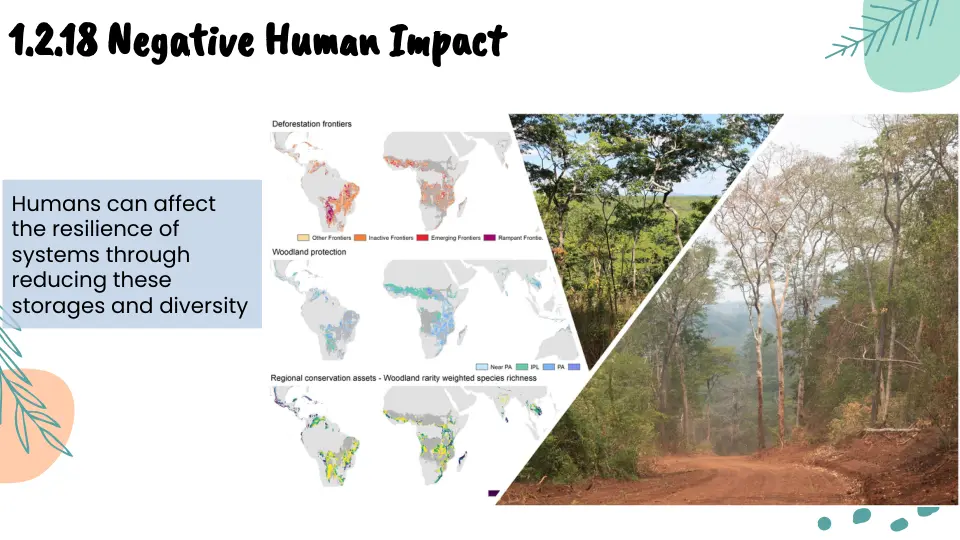 1.2.18 Negative Human Impact
Humans can affect
the resilience of
systems through
reducing these
storages and diversity
Deforestation frontiers
Other Frontiers Inactive Frontiers Emerging Frontiers Rampant Frontie.
Woodland protection
Near PA IPL PA
Regional conservation assets - Woodland rarity weighted species richness